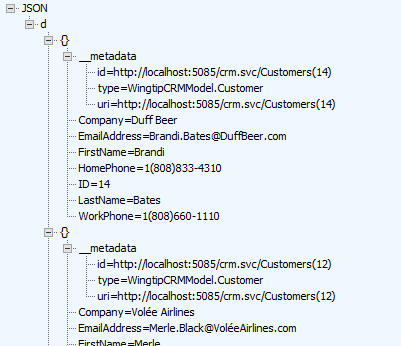 JSON
d
{}
__metadata
id=http://localhost:5085/crm.svc/Customers(14)
type=WingtipCRMModel.Customer
uri=http://localhost:5085/crm.svc/Customers(14)
Company=Duff Beer
EmailAddress=Brandi.Bates@DuffBeer.com
FirstName=Brandi
HomePhone=1(808)833-4310
ID=14
LastName=Bates
WorkPhone=1(808)660-1110
{}
__metadata
id=http://localhost:5085/crm.svc/Customers(12)
type=WingtipCRMModel.Customer
uri=http://localhost:5085/crm.svc/Customers(12)
Company=Volée Airlines
EmailAddress=Merle.Black@VoléeAirlines.com
FirstName=Merle